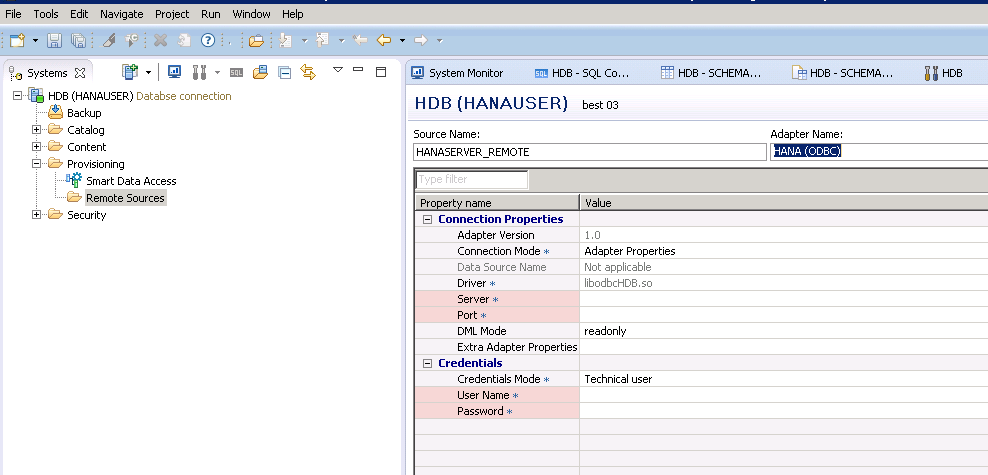 File Tools Edit Navigate Project Run Window Help
Systems
HDB (HANAUSER) Databse connection
Backup
Catalog
Content
Provisioning
Smart Data Access
Remote Sources
Security
System Monitor HDB - SQL Co... HDB - SCHEMA... HDB - SCHEMA... HDB
HDB (HANAUSER) best 03
Source Name: Adapter Name:
HANASERVER_REMOTE HANA (ODBC)
Type filter
Property name Value
Connection Properties
Adapter Version 1.0
Connection Mode * Adapter Properties
Data Source Name Not applicable
Driver * libodbcHDB.so
Server *
Port *
DML Mode readonly
Extra Adapter Properties
Credentials
Credentials Mode * Technical user
User Name *
Password *